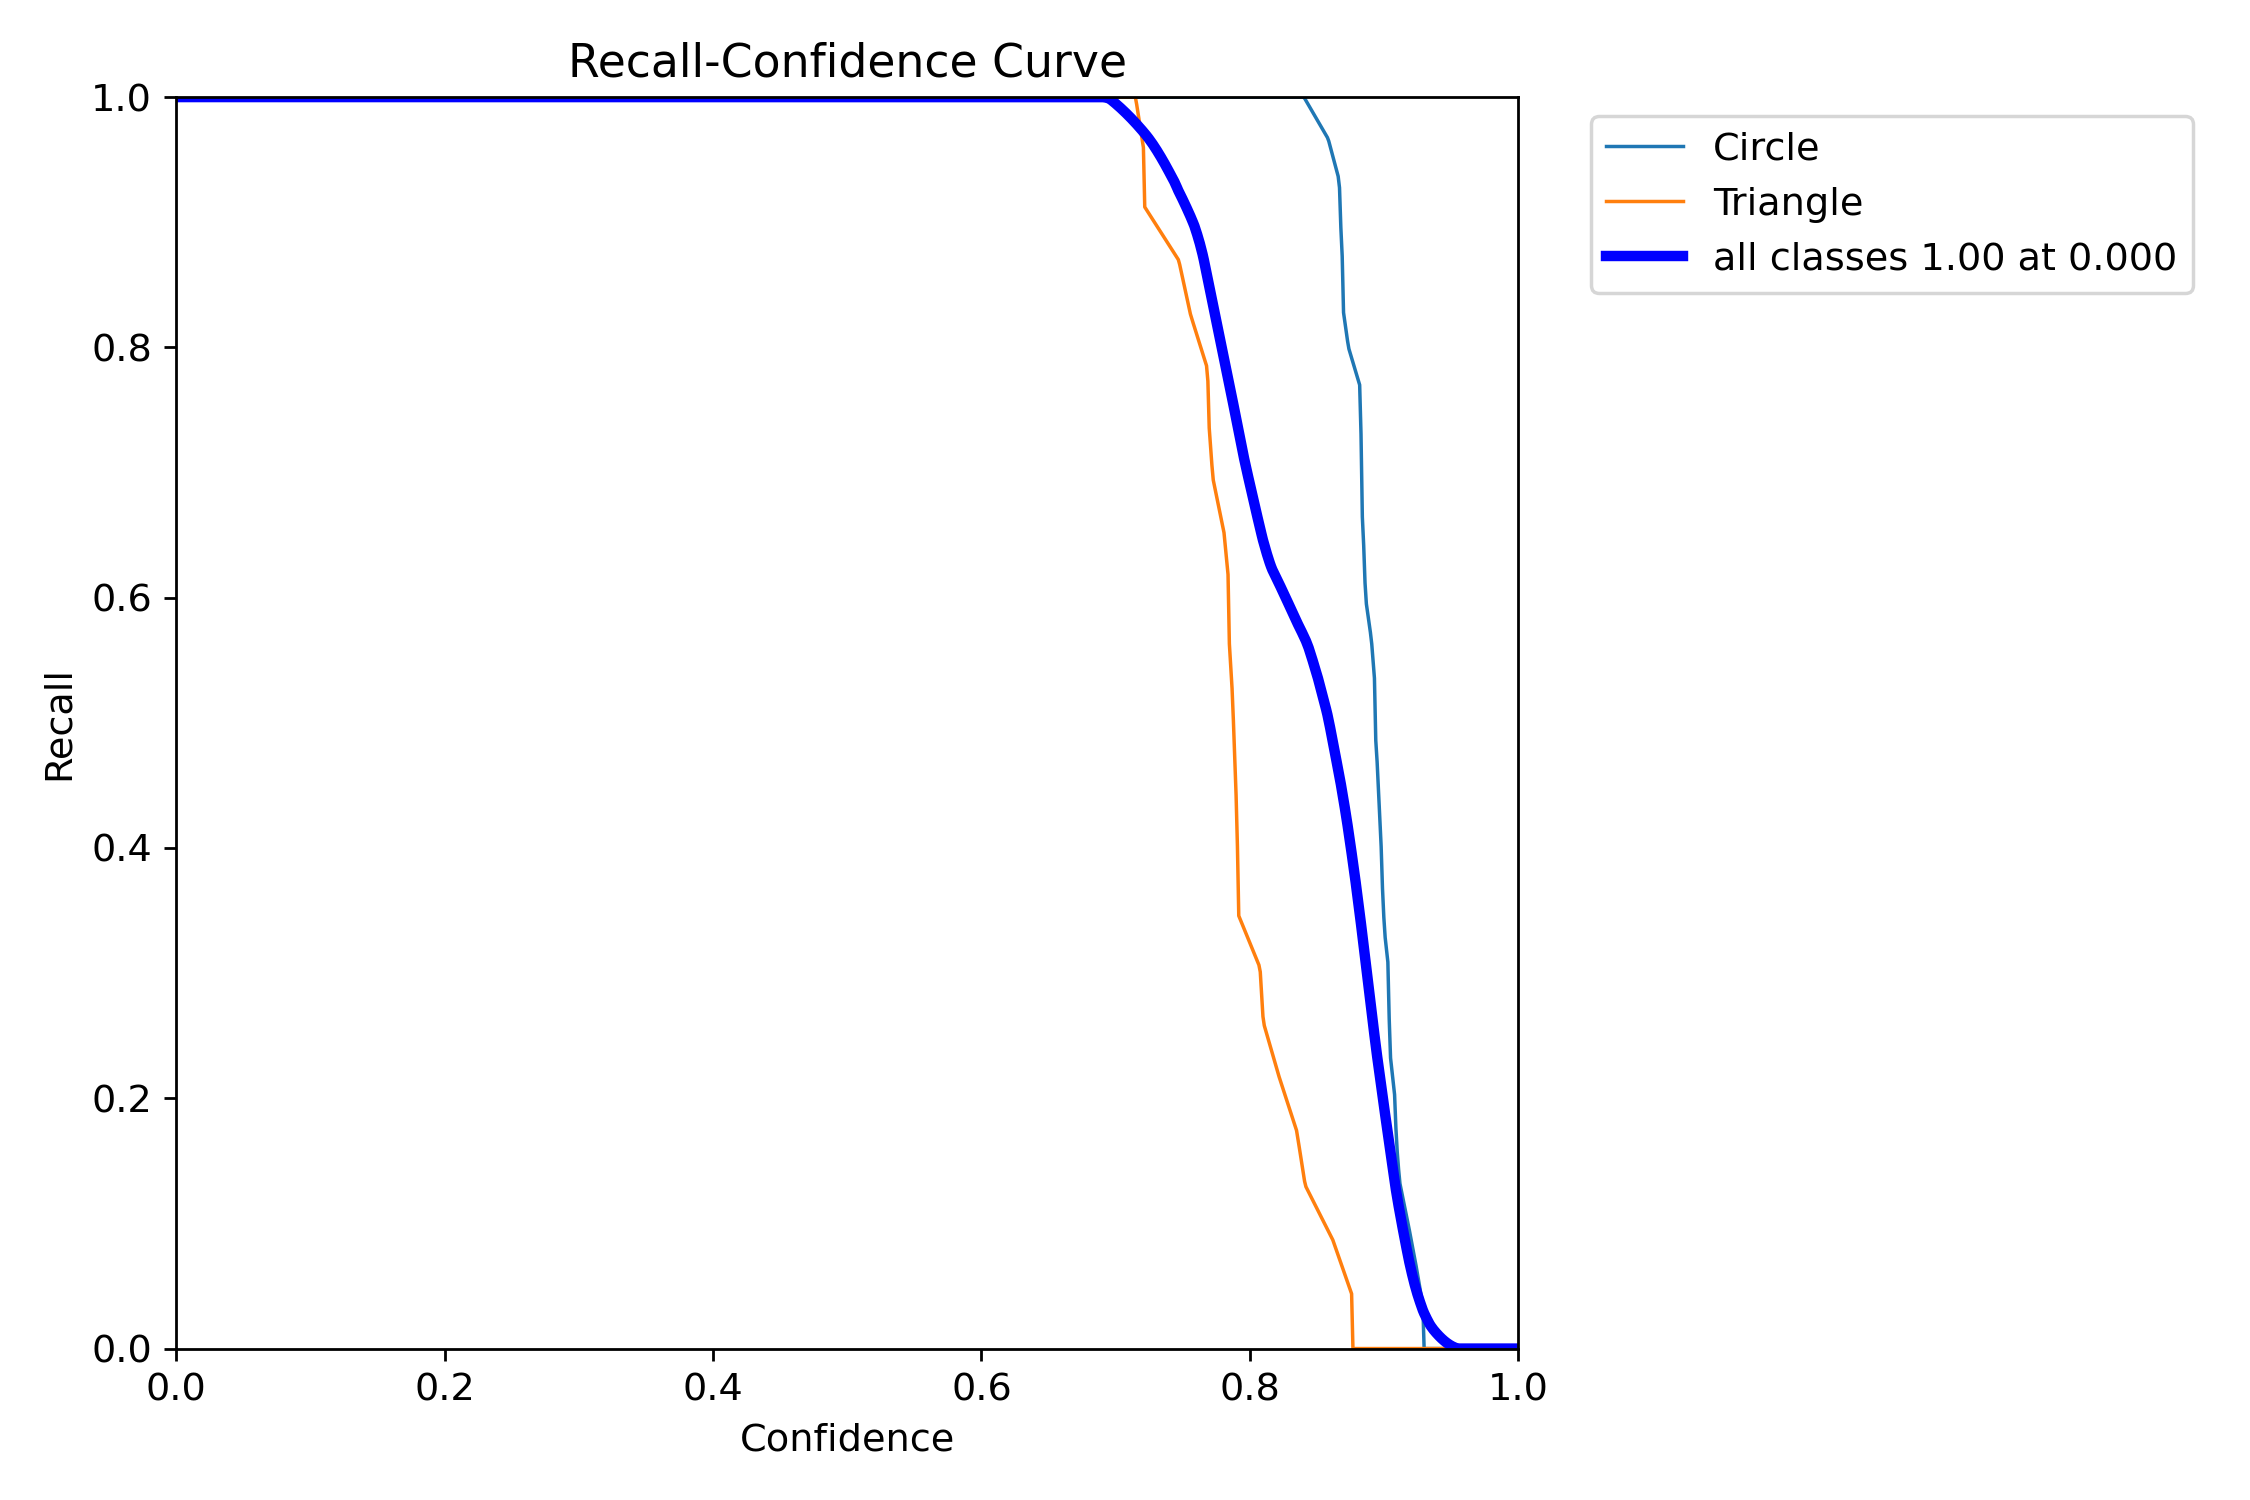 Recall-Confidence Curve
1.0
0.8
0.6
0.4
0.2
0.0
Recall
0.0 0.2 0.4 0.6 0.8 1.0
Confidence
Circle
Triangle
all classes 1.00 at 0.000